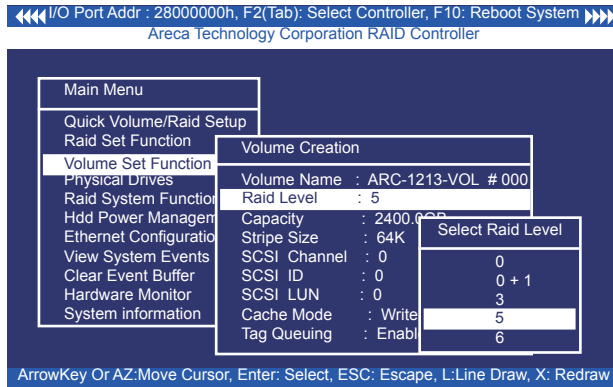 I/O Port Addr : 28000000h, F2(Tab): Select Controller, F10: Reboot System
Areca Technology Corporation RAID Controller
Main Menu
Quick Volume/Raid Setup
Raid Set Function
Volume Set Function
Physical Drives
Raid System Function
Hdd Power Managem
Ethernet Configuratio
View System Events
Clear Event Buffer
Hardware Monitor
System information
Volume Creation
Volume Name : ARC-1213-VOL # 000
Raid Level : 5
Capacity : 2400.0GB
Stripe Size : 64K
SCSI Channel : 0
SCSI ID : 0
SCSI LUN : 0
Cache Mode : Write
Tag Queuing : Enabl
Select Raid Level
0
0 + 1
3
5
6
ArrowKey Or AZ:Move Cursor, Enter: Select, ESC: Escape, L:Line Draw, X: Redraw